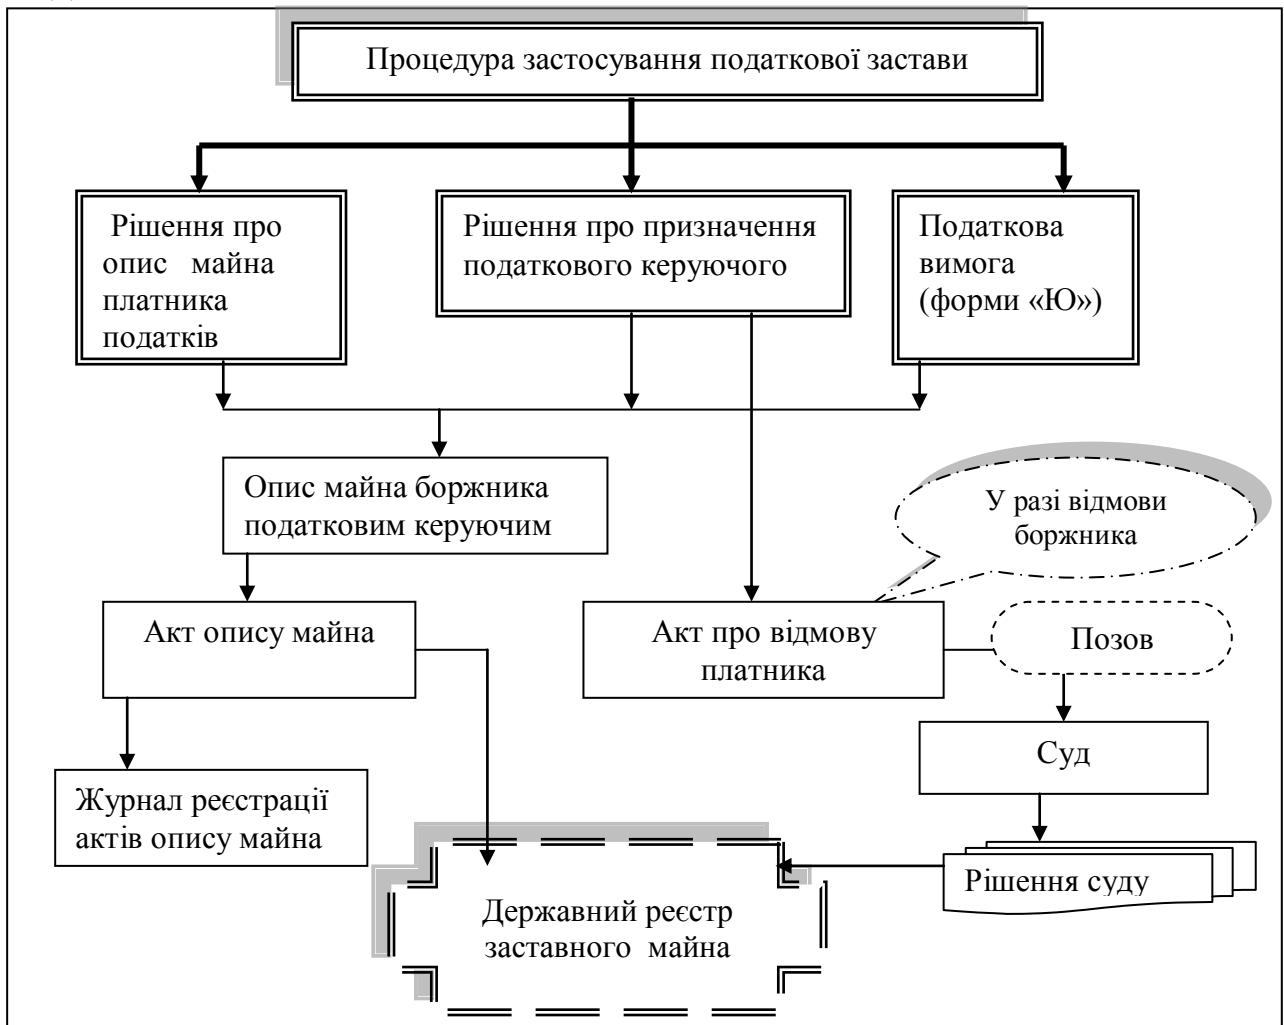 Процедура застосування податкової застави
Рішення про
опис майна
платника
податків
Рішення про призначення
податкового керуючого
Податкова
вимога
(форми «Ю»)
Опис майна боржника
податковим керуючим
У разі відмови
боржника
Акт опису майна
Акт про відмову
платника
Позов
Суд
Журнал реєстрації
актів опису майна
Рішення суду
Державний реєстр
заставного майна